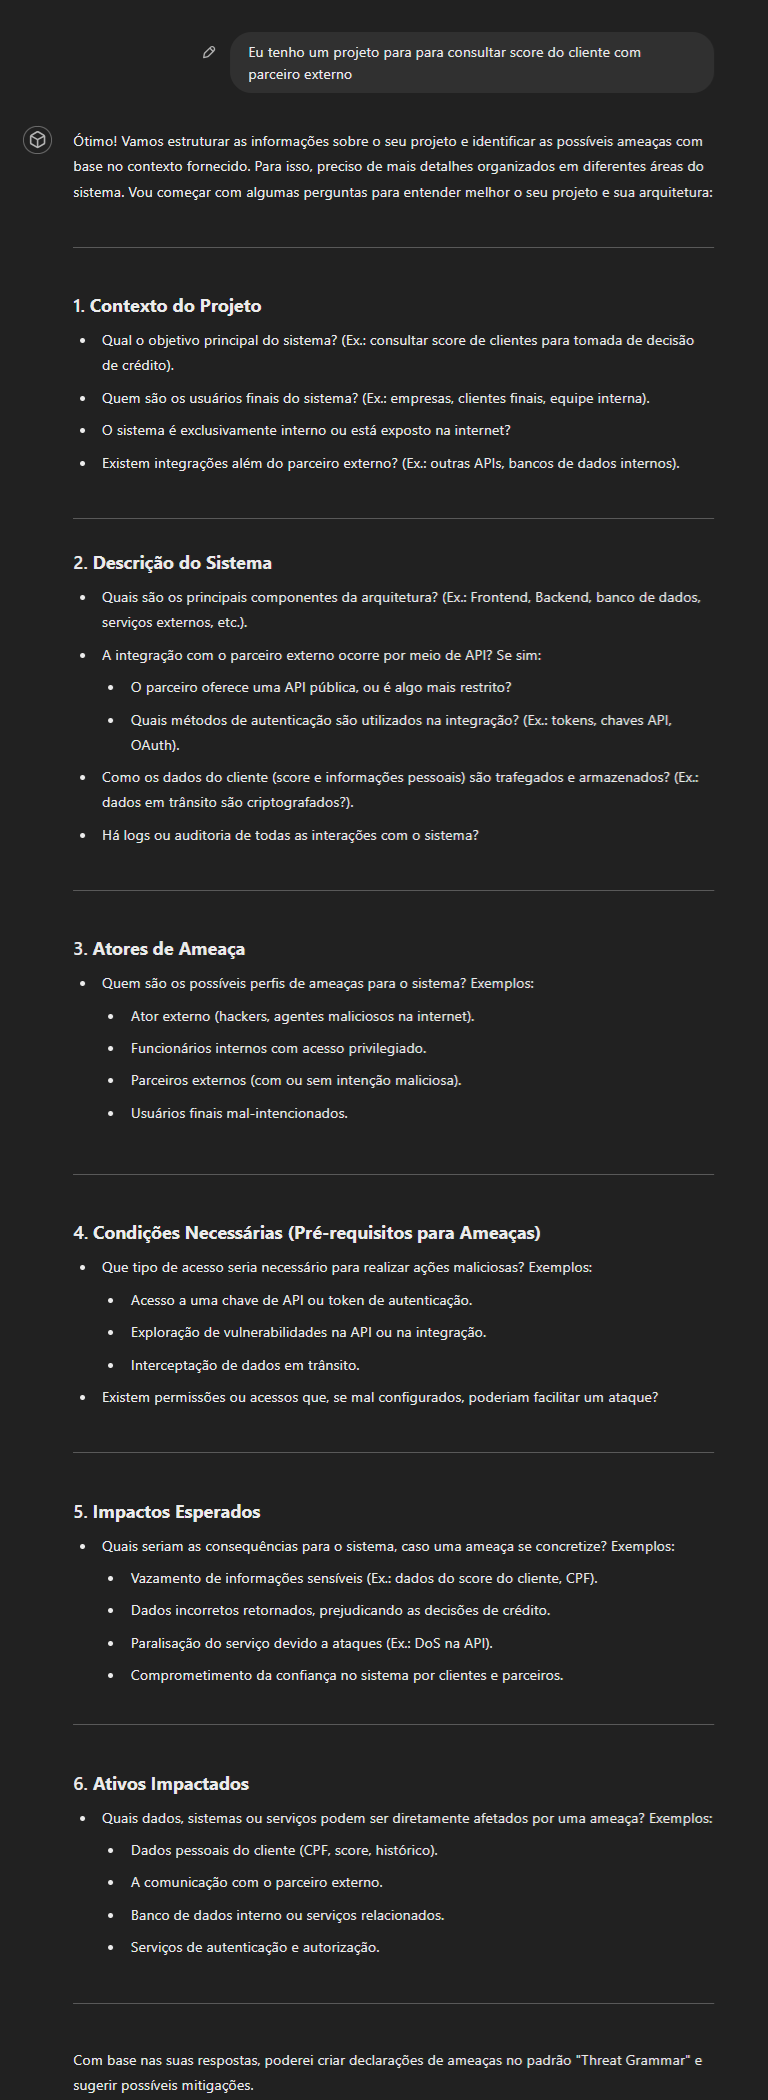 Eu tenho um projeto para para consultar score do cliente com
parceiro externo
Ótimo! Vamos estruturar as informações sobre o seu projeto e identificar as possíveis ameaças com
base no contexto fornecido. Para isso, preciso de mais detalhes organizados em diferentes áreas do
sistema. Vou começar com algumas perguntas para entender melhor o seu projeto e sua arquitetura:
1. Contexto do Projeto
• Qual o objetivo principal do sistema? (Ex.: consultar score de clientes para tomada de decisão
de crédito).
• Quem são os usuários finais do sistema? (Ex.: empresas, clientes finais, equipe interna).
• O sistema é exclusivamente interno ou está exposto na internet?
• Existem integrações além do parceiro externo? (Ex.: outras APIs, bancos de dados internos).
2. Descrição do Sistema
• Quais são os principais componentes da arquitetura? (Ex.: Frontend, Backend, banco de dados,
serviços externos, etc.).
• A integração com o parceiro externo ocorre por meio de API? Se sim:
• O parceiro oferece uma API pública, ou é algo mais restrito?
• Quais métodos de autenticação são utilizados na integração? (Ex.: tokens, chaves API,
OAuth).
• Como os dados do cliente (score e informações pessoais) são trafegados e armazenados? (Ex.:
dados em trânsito são criptografados?).
• Há logs ou auditoria de todas as interações com o sistema?
3. Atores de Ameaça
• Quem são os possíveis perfis de ameaças para o sistema? Exemplos:
• Ator externo (hackers, agentes maliciosos na internet).
• Funcionários internos com acesso privilegiado.
• Parceiros externos (com ou sem intenção maliciosa).
• Usuários finais mal-intencionados.
4. Condições Necessárias (Pré-requisitos para Ameaças)
• Que tipo de acesso seria necessário para realizar ações maliciosas? Exemplos:
• Acesso a uma chave de API ou token de autenticação.
• Exploração de vulnerabilidades na API ou na integração.
• Interceptação de dados em trânsito.
• Existem permissões ou acessos que, se mal configurados, poderiam facilitar um ataque?
5. Impactos Esperados
• Quais seriam as consequências para o sistema, caso uma ameaça se concretize? Exemplos:
• Vazamento de informações sensíveis (Ex.: dados do score do cliente, CPF).
• Dados incorretos retornados, prejudicando as decisões de crédito.
• Paralisação do serviço devido a ataques (Ex.: DoS na API).
• Comprometimento da confiança no sistema por clientes e parceiros.
6. Ativos Impactados
• Quais dados, sistemas ou serviços podem ser diretamente afetados por uma ameaça? Exemplos:
• Dados pessoais do cliente (CPF, score, histórico).
• A comunicação com o parceiro externo.
• Banco de dados interno ou serviços relacionados.
• Serviços de autenticação e autorização.
Com base nas suas respostas, poderei criar declarações de ameaças no padrão "Threat Grammar" e
sugerir possíveis mitigações.